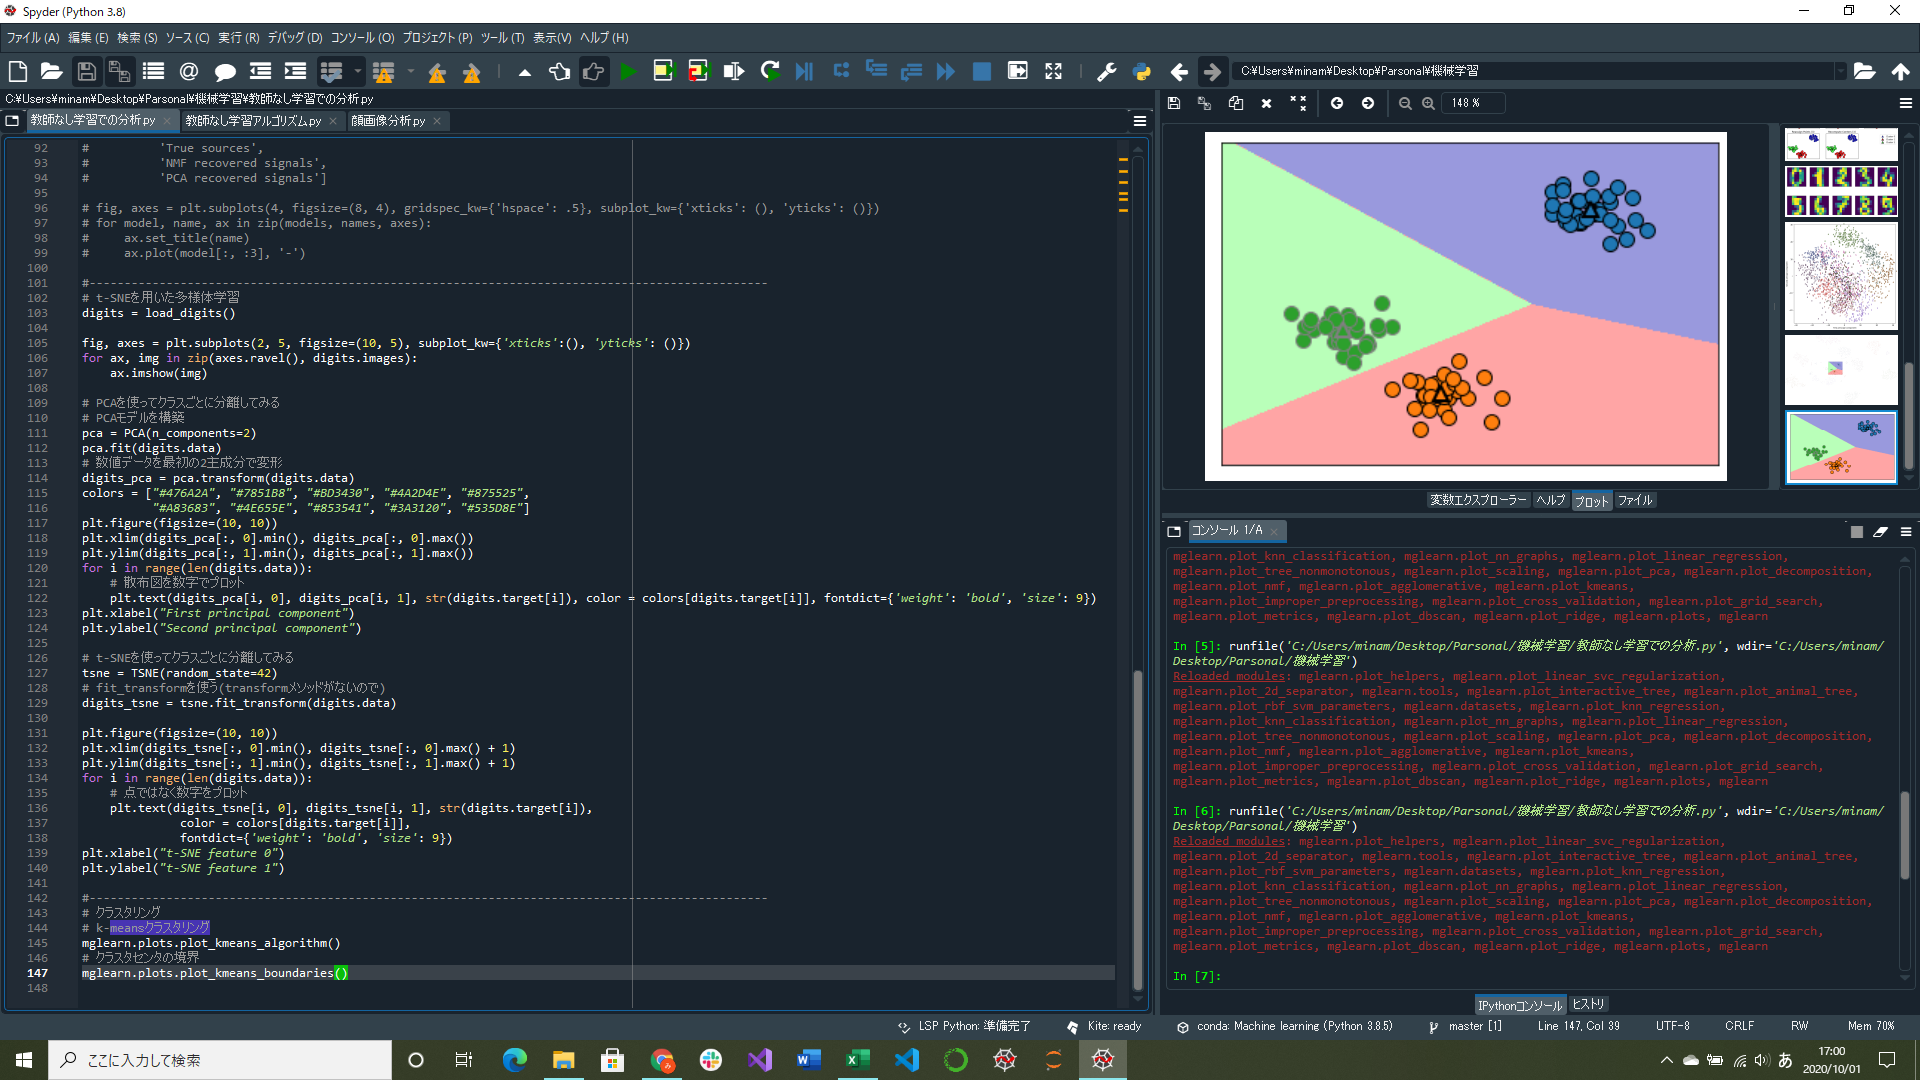 Spyder (Python 3.8)
ファイル (A) 編集 (E) 検索 (S) ソース (C) 実行 (R) デバッグ (D) コンソール (O) プロジェクト (P) ツール (T) 表示(V) ヘルプ (H)
C:¥Users¥minam¥Desktop¥Parsonal¥機械学習
C:¥Users¥minam¥Desktop¥Parsonal¥機械学習¥教師なし学習での分析.py
教師なし学習での分析.py 教師なし学習アルゴリズム.py 顔画像分析.py
148 %
92 # 'True sources',
93 # 'NMF recovered signals',
94 # 'PCA recovered signals']
95
96 # fig, axes = plt.subplots(4, figsize=(8, 4), gridspec_kw={'hspace': .5}, subplot_kw={'xticks': (), 'yticks': ()})
97 # for model, name, ax in zip(models, names, axes):
98 # ax.set_title(name)
99 # ax.plot(model[:, :3], '-')
100
101 #-------------------------------------------------------------------------------------------------
102 # t-SNEを用いた多様体学習
103 digits = load_digits()
104
105 fig, axes = plt.subplots(2, 5, figsize=(10, 5), subplot_kw={'xticks':(), 'yticks': ()})
106 for ax, img in zip(axes.ravel(), digits.images):
107 ax.imshow(img)
108
109 # PCAを使ってクラスごとに分離してみる
110 # PCAモデルを構築
111 pca = PCA(n_components=2)
112 pca.fit(digits.data)
113 # 数値データを最初の2主成分で変形
114 digits_pca = pca.transform(digits.data)
115 colors = ["#476A2A", "#7851B8", "#BD3430", "#4A2D4E", "#875525",
116 "#A83683", "#4E655E", "#853541", "#3A3120", "#535D8E"]
117 plt.figure(figsize=(10, 10))
118 plt.xlim(digits_pca[:, 0].min(), digits_pca[:, 0].max())
119 plt.ylim(digits_pca[:, 1].min(), digits_pca[:, 1].max())
120 for i in range(len(digits.data)):
121 # 散布図を数字でプロット
122 plt.text(digits_pca[i, 0], digits_pca[i, 1], str(digits.target[i]), color = colors[digits.target[i]], fontdict={'weight': 'bold', 'size': 9})
123 plt.xlabel("First principal component")
124 plt.ylabel("Second principal component")
125
126 # t-SNEを使ってクラスごとに分離してみる
127 tsne = TSNE(random_state=42)
128 # fit_transformを使う(transformメソッドがないので)
129 digits_tsne = tsne.fit_transform(digits.data)
130
131 plt.figure(figsize=(10, 10))
132 plt.xlim(digits_tsne[:, 0].min(), digits_tsne[:, 0].max() + 1)
133 plt.ylim(digits_tsne[:, 1].min(), digits_tsne[:, 1].max() + 1)
134 for i in range(len(digits.data)):
135 # 点ではなく数字をプロット
136 plt.text(digits_tsne[i, 0], digits_tsne[i, 1], str(digits.target[i]),
137 color = colors[digits.target[i]],
138 fontdict={'weight': 'bold', 'size': 9})
139 plt.xlabel("t-SNE feature 0")
140 plt.ylabel("t-SNE feature 1")
141
142 #-------------------------------------------------------------------------------------------------
143 # クラスタリング
144 # k-meansクラスタリング
145 mglearn.plots.plot_kmeans_algorithm()
146 # クラスタセンタの境界
147 mglearn.plots.plot_kmeans_boundaries()
148
0 1 2 3 4
5 6 7 8 9
変数エクスプローラー ヘルプ プロット ファイル
コンソール 1/A
mglearn.plot_knn_classification, mglearn.plot_nn_graphs, mglearn.plot_linear_regression,
mglearn.plot_tree_nonmonotonous, mglearn.plot_scaling, mglearn.plot_pca, mglearn.plot_decomposition,
mglearn.plot_nmf, mglearn.plot_agglomerative, mglearn.plot_kmeans,
mglearn.plot_improper_preprocessing, mglearn.plot_cross_validation, mglearn.plot_grid_search,
mglearn.plot_metrics, mglearn.plot_dbscan, mglearn.plot_ridge, mglearn.plots, mglearn
In [5]: runfile('C:/Users/minam/Desktop/Parsonal/機械学習/教師なし学習での分析.py', wdir='C:/Users/minam/
Desktop/Parsonal/機械学習')
Reloaded modules: mglearn.plot_helpers, mglearn.plot_linear_svc_regularization,
mglearn.plot_2d_separator, mglearn.tools, mglearn.plot_interactive_tree, mglearn.plot_animal_tree,
mglearn.plot_rbf_svm_parameters, mglearn.datasets, mglearn.plot_knn_regression,
mglearn.plot_knn_classification, mglearn.plot_nn_graphs, mglearn.plot_linear_regression,
mglearn.plot_tree_nonmonotonous, mglearn.plot_scaling, mglearn.plot_pca, mglearn.plot_decomposition,
mglearn.plot_nmf, mglearn.plot_agglomerative, mglearn.plot_kmeans,
mglearn.plot_improper_preprocessing, mglearn.plot_cross_validation, mglearn.plot_grid_search,
mglearn.plot_metrics, mglearn.plot_dbscan, mglearn.plot_ridge, mglearn.plots, mglearn
In [6]: runfile('C:/Users/minam/Desktop/Parsonal/機械学習/教師なし学習での分析.py', wdir='C:/Users/minam/
Desktop/Parsonal/機械学習')
Reloaded modules: mglearn.plot_helpers, mglearn.plot_linear_svc_regularization,
mglearn.plot_2d_separator, mglearn.tools, mglearn.plot_interactive_tree, mglearn.plot_animal_tree,
mglearn.plot_rbf_svm_parameters, mglearn.datasets, mglearn.plot_knn_regression,
mglearn.plot_knn_classification, mglearn.plot_nn_graphs, mglearn.plot_linear_regression,
mglearn.plot_tree_nonmonotonous, mglearn.plot_scaling, mglearn.plot_pca, mglearn.plot_decomposition,
mglearn.plot_nmf, mglearn.plot_agglomerative, mglearn.plot_kmeans,
mglearn.plot_improper_preprocessing, mglearn.plot_cross_validation, mglearn.plot_grid_search,
mglearn.plot_metrics, mglearn.plot_dbscan, mglearn.plot_ridge, mglearn.plots, mglearn
In [7]:
IPythonコンソール ヒストリ
LSP Python: 準備完了 Kite: ready conda: Machine learning (Python 3.8.5) master [1] Line 147, Col 39 UTF-8 CRLF RW Mem 70%
ここに入力して検索
あ
17:00
2020/10/01